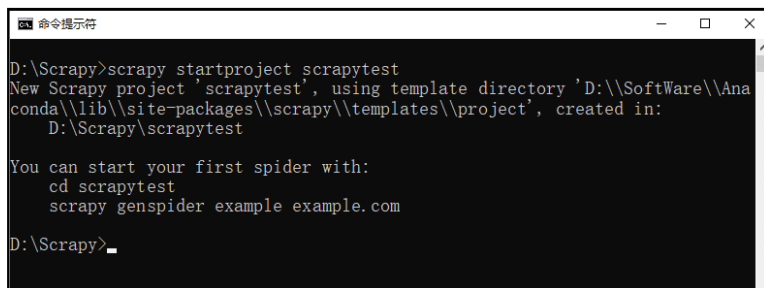 命令提示符
D:\Scrapy>scrapy startproject scrapytest
New Scrapy project 'scrapytest', using template directory 'D:\\SoftWare\\Ana
conda\\lib\\site-packages\\scrapy\\templates\\project', created in:
    D:\Scrapy\scrapytest
You can start your first spider with:
    cd scrapytest
    scrapy genspider example example.com
D:\Scrapy>